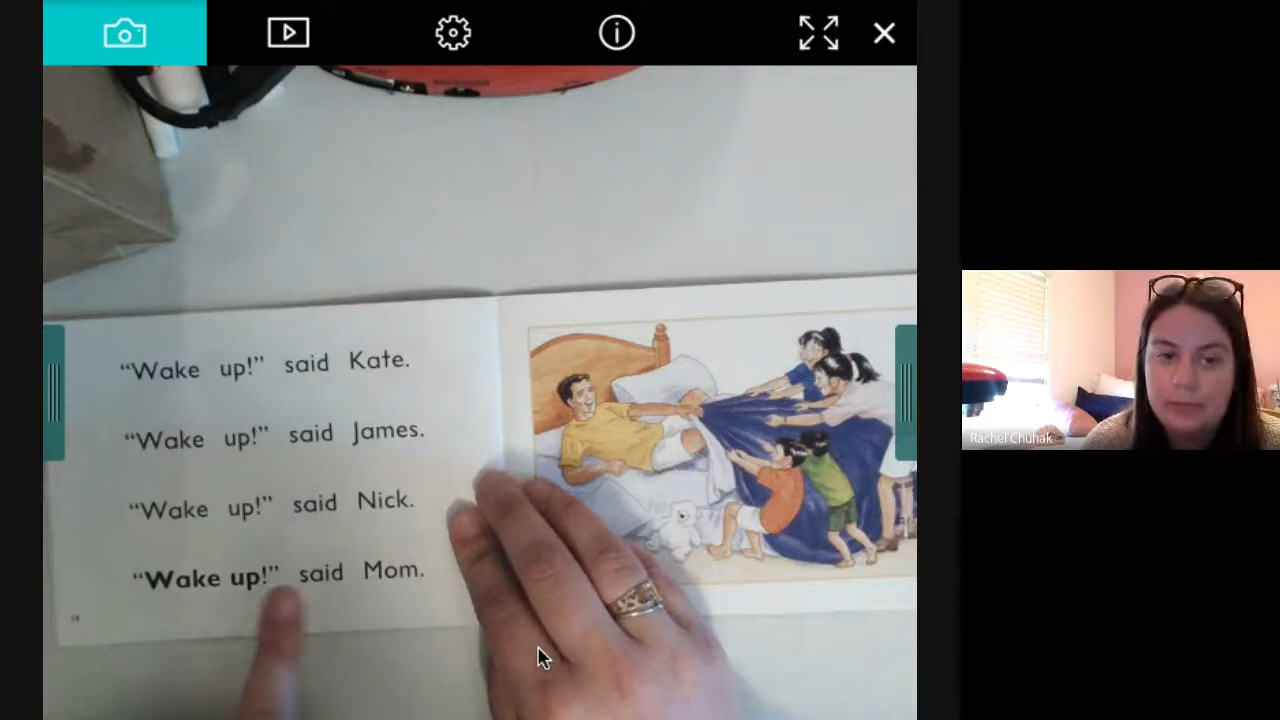 "Wake up!" said Kate.
"Wake up!" said James.
"Wake up!" said Nick.
"Wake up!" said Mom.
Rachel Chuhak